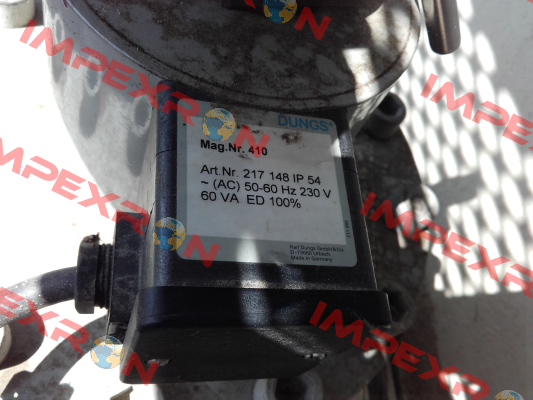 DUNGS
Mag.Nr. 410
Art.Nr. 217 148 IP 54
~ (AC) 50-60 Hz 230 V
60 VA ED 100%
Karl Dungs GmbH&Co.
D-73660 Urbach
Made in Germany
IMPEXRON
IMPEXRON
IMPEXRON
IMPEXRON
IMPEXRON